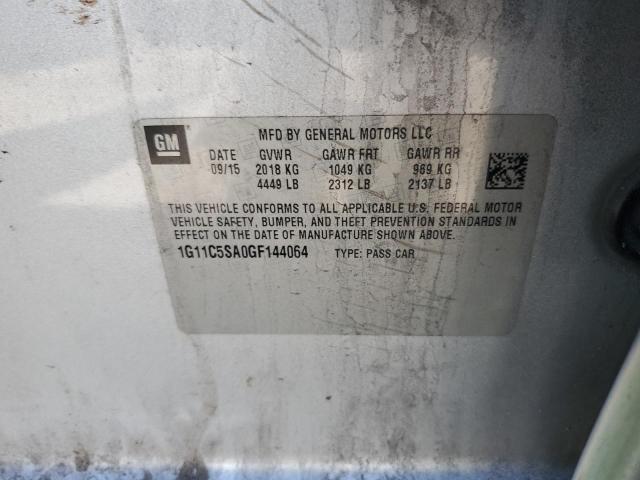 GM
MFD BY GENERAL MOTORS LLC
DATE GVWR GAWR FRT GAWR RR
09/15 2018 KG 1049 KG 969 KG
4449 LB 2312 LB 2137 LB
THIS VEHICLE CONFORMS TO ALL APPLICABLE U.S. FEDERAL MOTOR
VEHICLE SAFETY, BUMPER, AND THEFT PREVENTION STANDARDS IN
EFFECT ON THE DATE OF MANUFACTURE SHOWN ABOVE.
1G11C5SA0GF144064 TYPE: PASS CAR